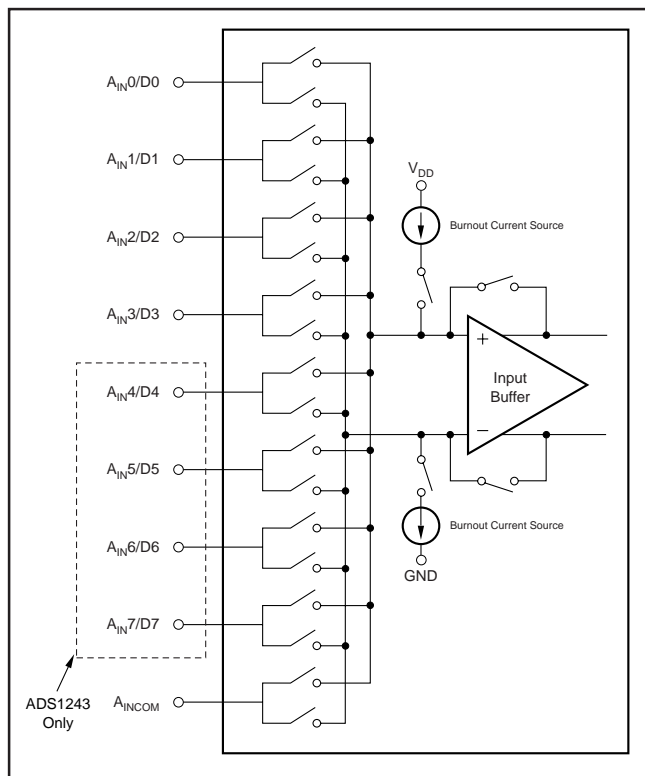 AIN0/D0
AIN1/D1
VDD
Burnout Current Source
AIN2/D2
AIN3/D3
+
Input
Buffer
−
AIN4/D4
AIN5/D5
Burnout Current Source
AIN6/D6
GND
AIN7/D7
ADS1243
Only
AINCOM